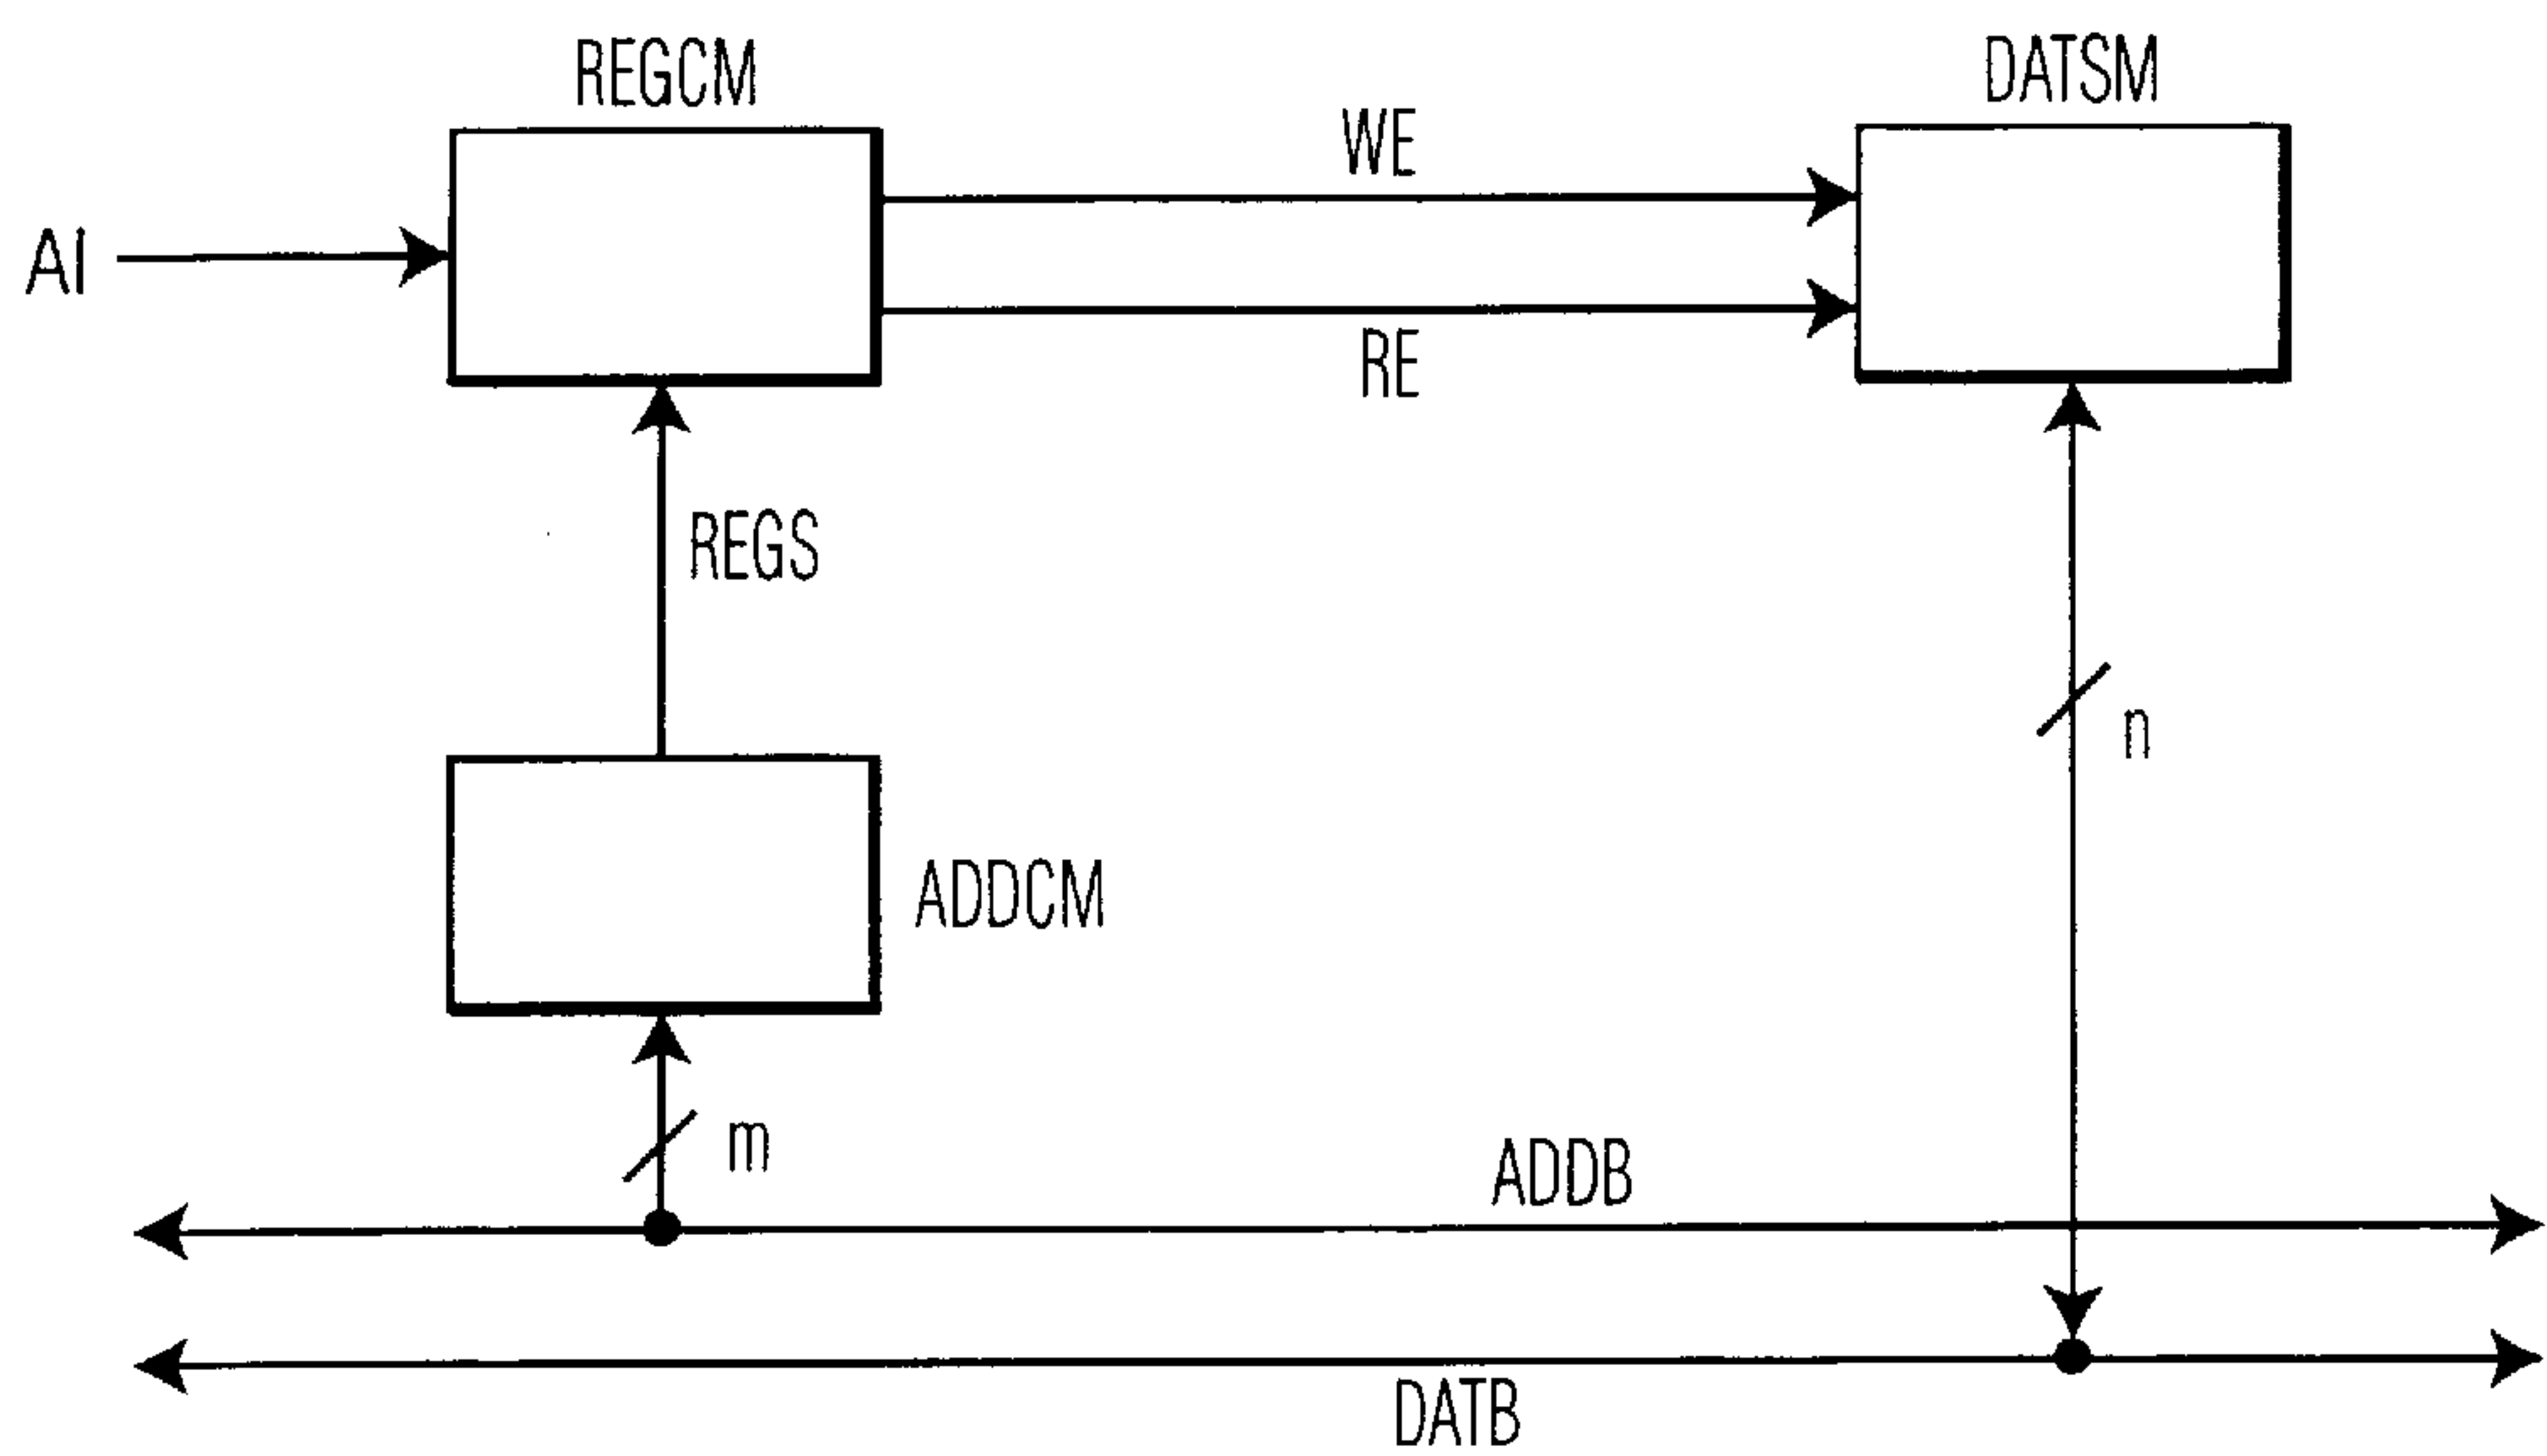 REGCM
DATSM
WE
AI
RE
REGS
n
ADDCM
m
ADDB
DATB